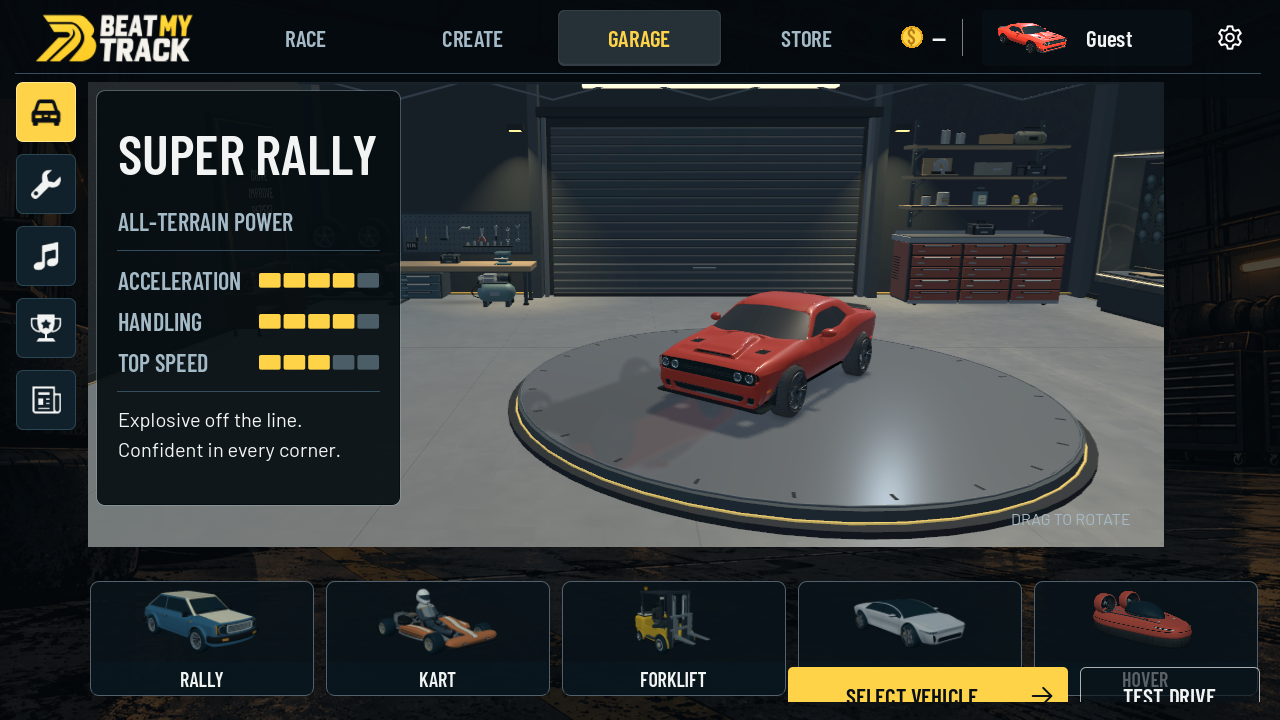 BEAT MY
TRACK
RACE
CREATE
GARAGE
STORE
$ –
Guest
SUPER RALLY
ALL-TERRAIN POWER
ACCELERATION
HANDLING
TOP SPEED
Explosive off the line.
Confident in every corner.
DRAG TO ROTATE
RALLY
KART
FORKLIFT
HOVER
SELECT VEHICLE
TEST DRIVE